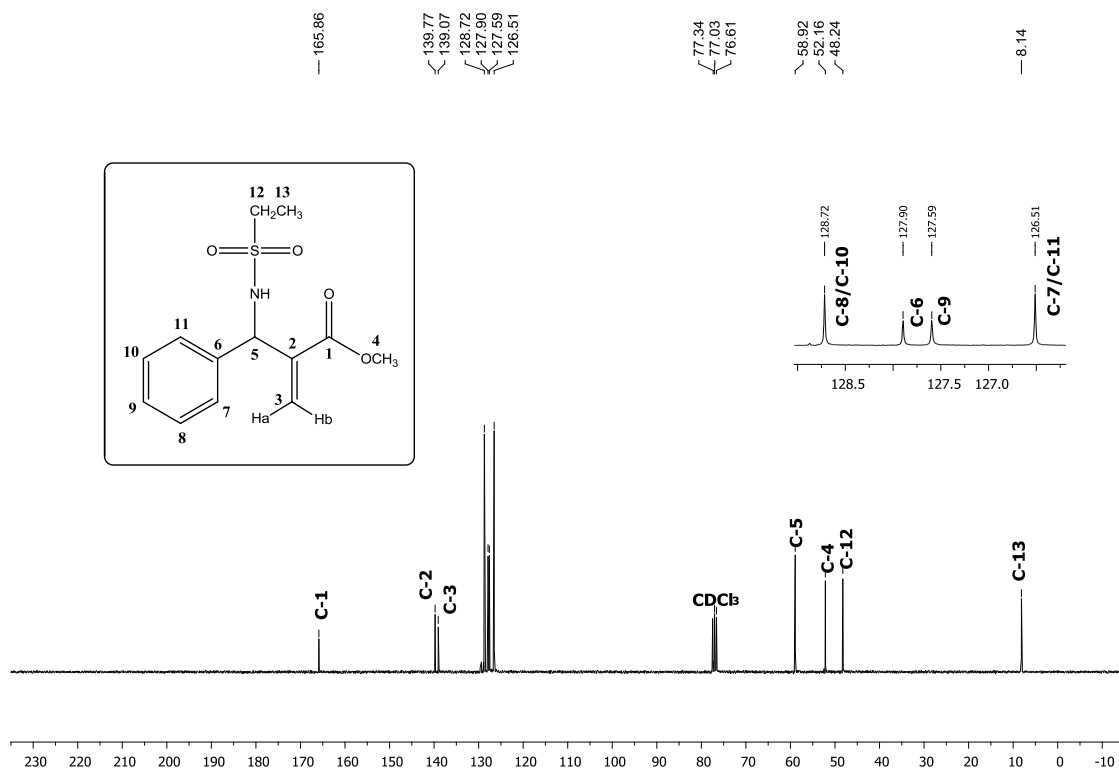 165.86
139.77
139.07
128.72
127.90
127.59
126.51
77.34
77.03
76.61
58.92
52.16
48.24
8.14
12 13
CH2CH3
O S O
NH
O
11
10
6
5
2
1
4
OCH3
9
7
3
8
Ha Hb
128.72
127.90
127.59
126.51
C-8/C-10
C-6
C-9
C-7/C-11
128.5 127.5 127.0
C-1
C-2
C-3
CDCl3
C-5
C-4
C-12
C-13
230 220 210 200 190 180 170 160 150 140 130 120 110 100 90 80 70 60 50 40 30 20 10 0 -10